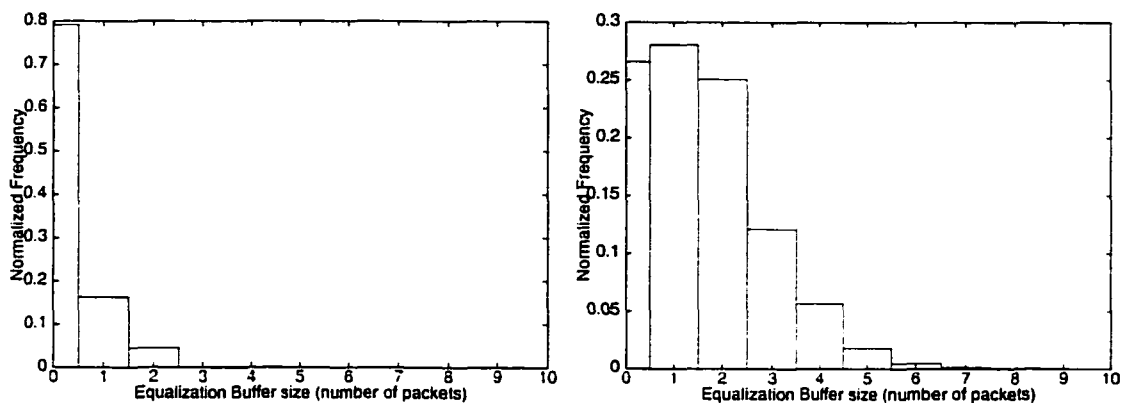 0.8
0.7
0.6
0.5
0.4
0.3
0.2
0.1
0
Normalized Frequency
0 1 2 3 4 5 6 7 8 9 10
Equalization Buffer size (number of packets)
0.3
0.25
0.2
0.15
0.1
0.05
0
Normalized Frequency
0 1 2 3 4 5 6 7 8 9 10
Equalization Buffer size (number of packets)